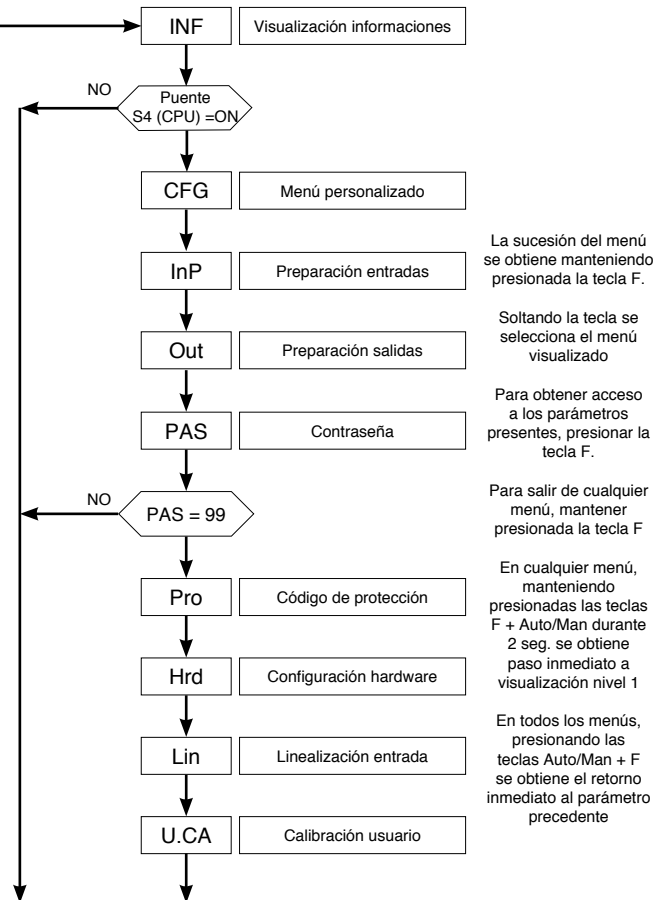 INF
Visualización informaciones
NO
Puente
S4 (CPU) =ON
CFG
Menú personalizado
InP
Preparación entradas
La sucesión del menú
se obtiene manteniendo
presionada la tecla F.
Out
Preparación salidas
Soltando la tecla se
selecciona el menú
visualizado
PAS
Contraseña
Para obtener acceso
a los parámetros
presentes, presionar la
tecla F.
NO
PAS = 99
Para salir de cualquier
menú, mantener
presionada la tecla F
Pro
Código de protección
En cualquier menú,
manteniendo
presionadas las teclas
F + Auto/Man durante
2 seg. se obtiene
paso inmediato a
visualización nivel 1
Hrd
Configuración hardware
Lin
Linealización entrada
En todos los menús,
presionando las
teclas Auto/Man + F
se obtiene el retorno
inmediato al parámetro
precedente
U.CA
Calibración usuario